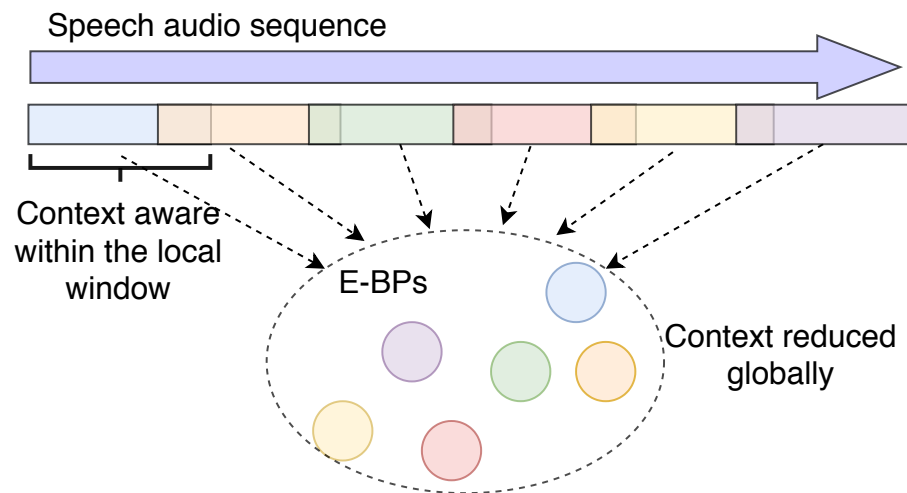 Speech audio sequence
Context aware
within the local
window
E-BPs
Context reduced
globally